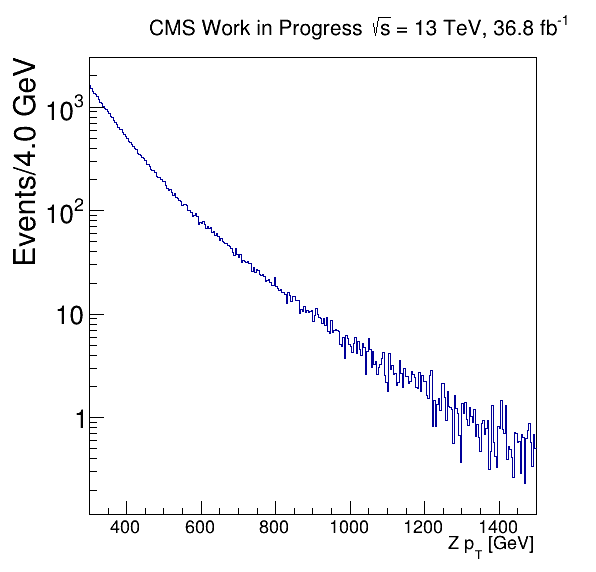 CMS Work in Progress √s = 13 TeV, 36.8 fb⁻¹
Events/4.0 GeV
10³
10²
10
1
400 600 800 1000 1200 1400
Z p_T [GeV]